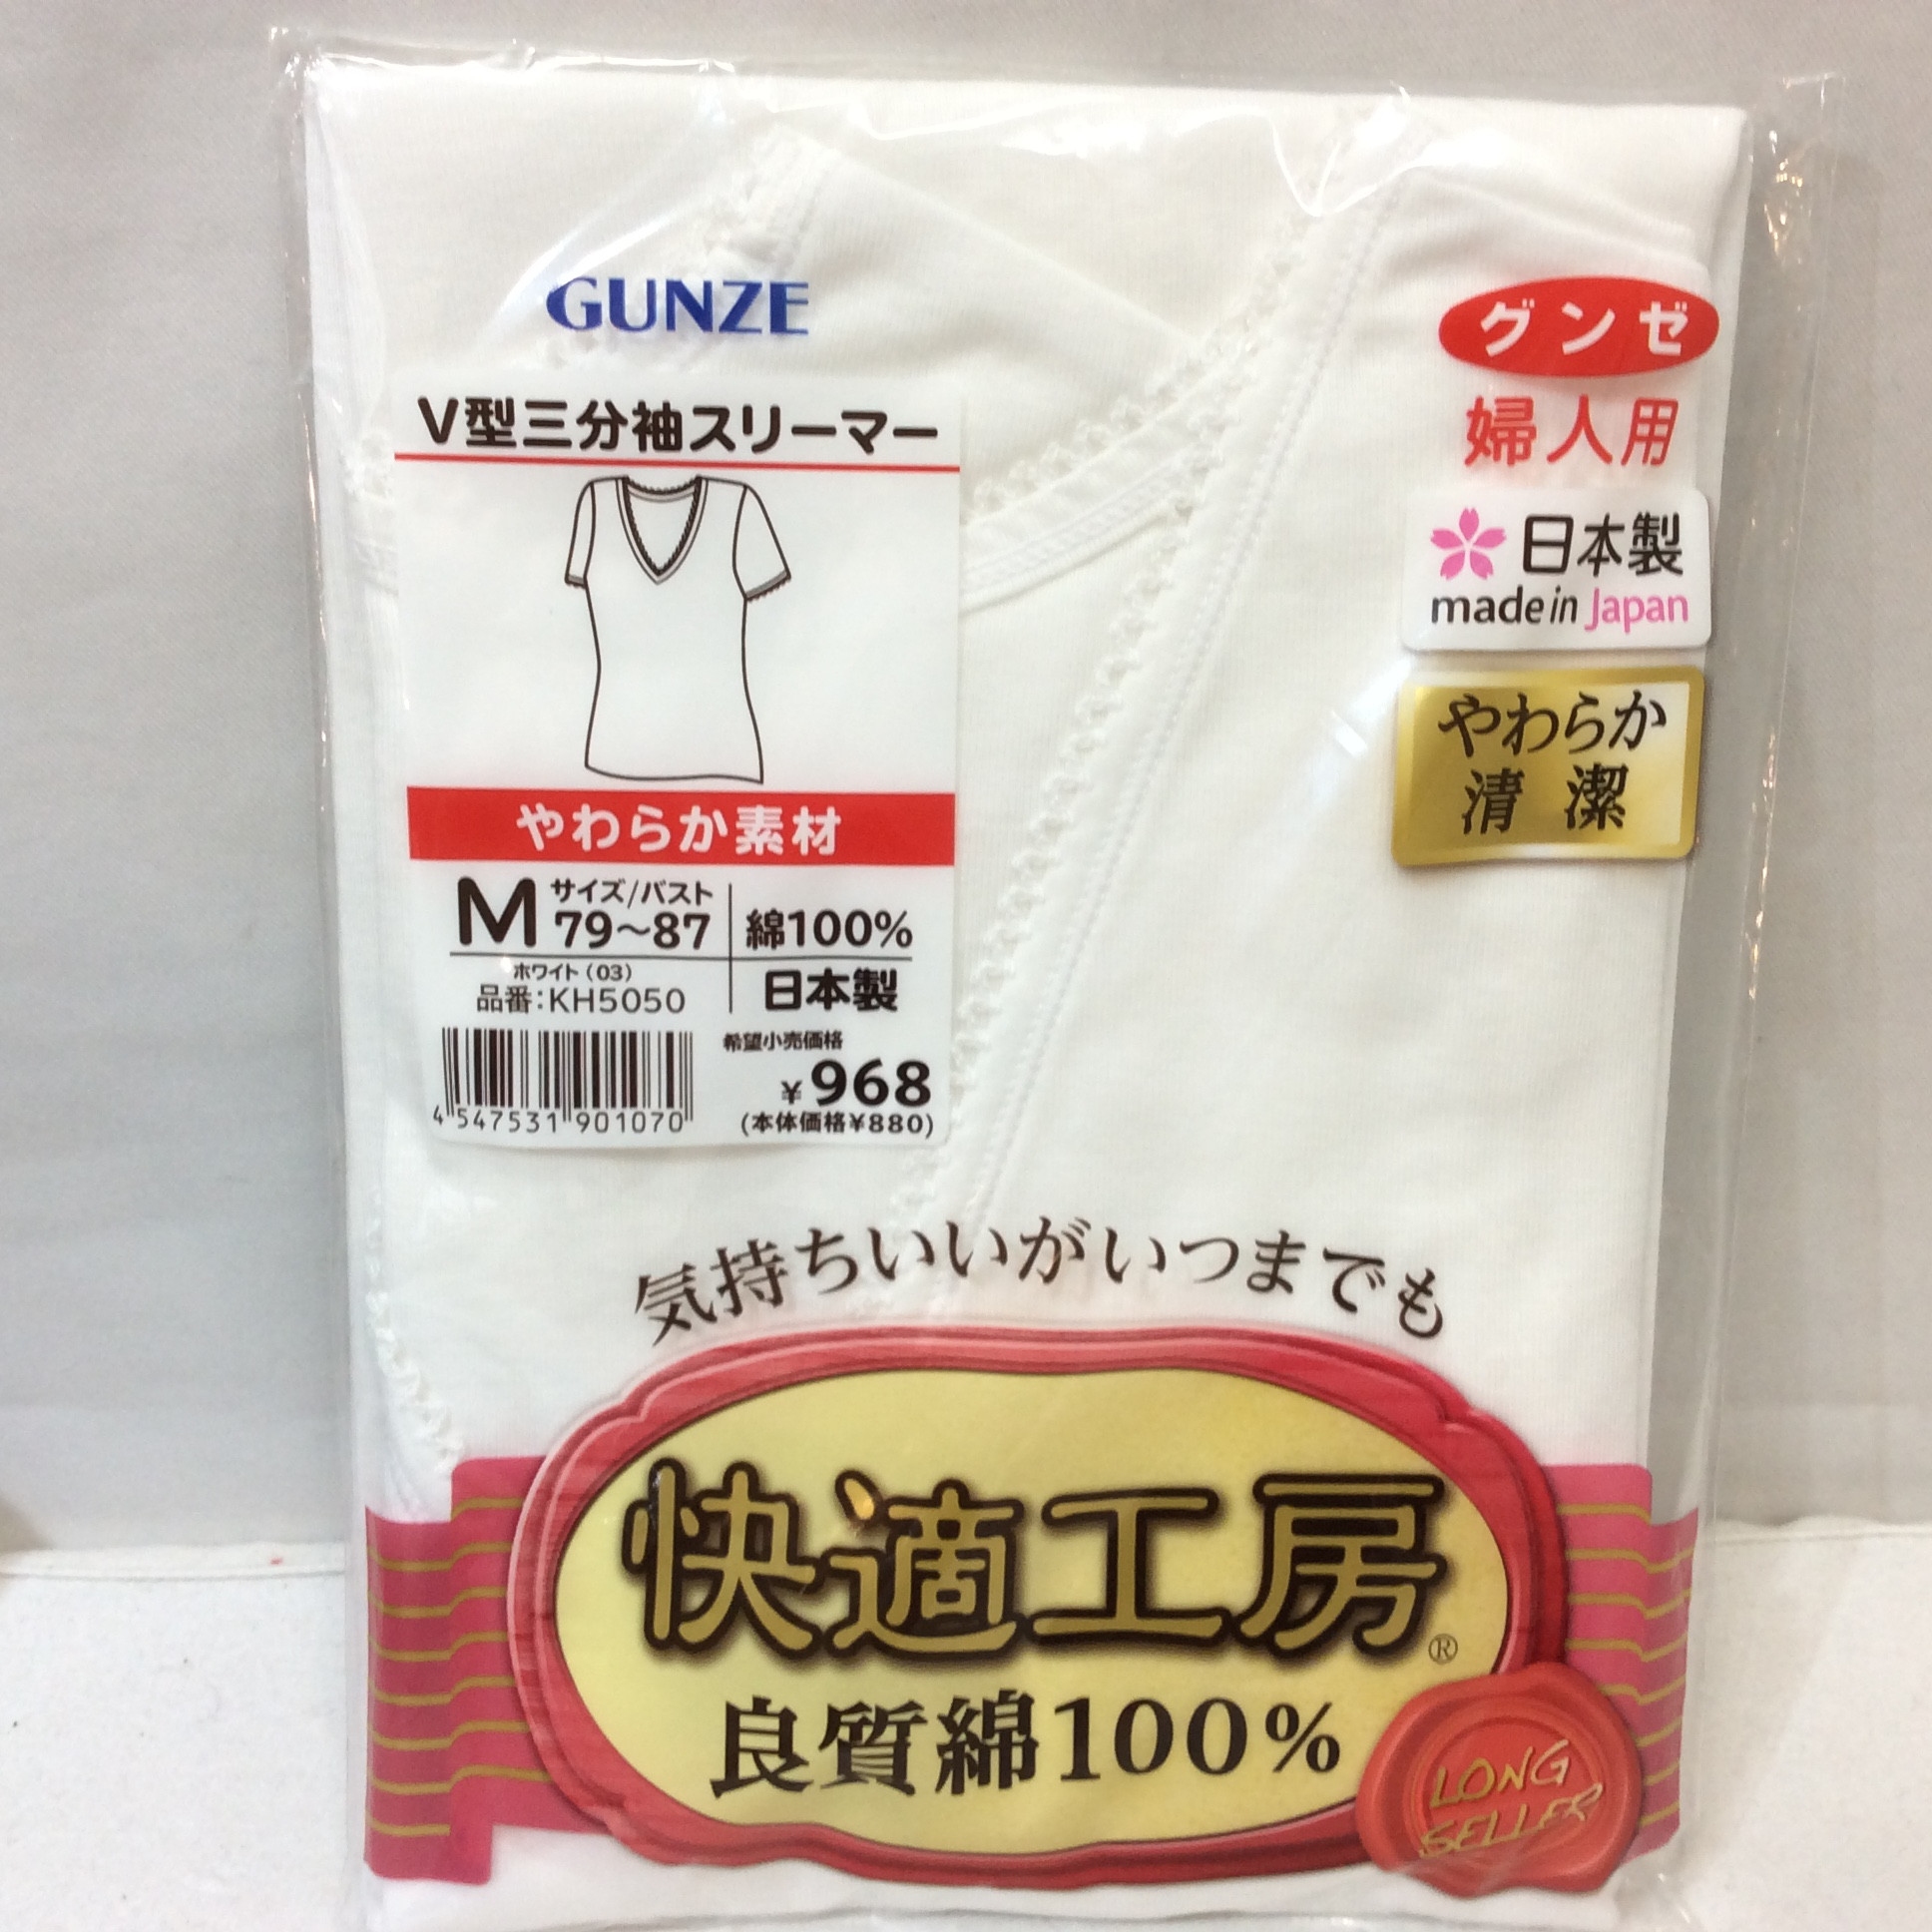 GUNZE
V型三分袖スリーマー
やわらか素材
M サイズ/バスト
79〜87
綿100%
ホワイト(03)
品番:KH5050
日本製
希望小売価格
¥968
(本体価格¥880)
4 547531 901070
グンゼ
婦人用
日本製
made in Japan
やわらか
清潔
気持ちいいがいつまでも
快適工房®
良質綿100%
LONG
SELLER